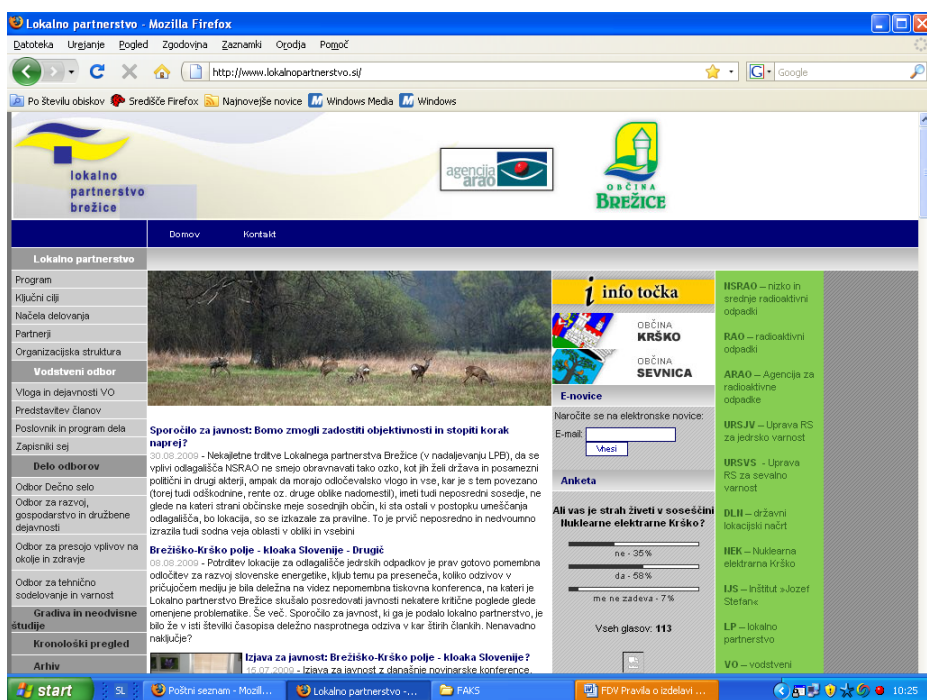 Lokalno partnerstvo - Mozilla Firefox
Datoteka Urejanje Pogled Zgodovina Zaznamki Orodja Pomoč
http://www.lokalnopartnerstvo.si/
G Google
Po številu obiskov Središče Firefox Najnovejše novice Windows Media Windows
lokalno
partnerstvo
brežice
agencija
arao
OBČINA
BREŽICE
Domov Kontakt
Lokalno partnerstvo
Program
Ključni cilji
Načela delovanja
Partnerji
Organizacijska struktura
Vodstveni odbor
Vloga in dejavnosti VO
Predstavitev članov
Poslovnik in program dela
Zapisniki sej
Delo odborov
Odbor Dečno selo
Odbor za razvoj,
gospodarstvo in družbene
dejavnosti
Odbor za presojo vplivov na
okolje in zdravje
Odbor za tehnično
sodelovanje in varnost
Gradiva in neodvisne
študije
Kronološki pregled
Arhiv
Sporočilo za javnost: Bomo zmogli zadostiti objektivnosti in stopiti korak
naprej?
30.08.2009 - Nekajletne trditve Lokalnega partnerstva Brežice (v nadaljevanju LPB), da se
vplivi odlagališča NSRAO ne smejo obravnavati tako ozko, kot jih želi država in posamezni
politični in drugi akterji, ampak da morajo odločevalsko vlogo in vse, kar je s tem povezano
(torej tudi odškodnine, rente oz. druge oblike nadomestil), imeti tudi neposredni sosedje, ne
glede na kateri strani občinske meje sosednjih občin, ki sta ostali v postopku umeščanja
odlagališča, bo lokacija, so se izkazale za pravilne. To je prvič neposredno in nedvoumno
izrazila tudi sodna veja oblasti v obliki in vsebini
Brežiško-Krško polje - kloaka Slovenije - Drugič
08.08.2009 - Potrditev lokacije za odlagališče jedrskih odpadkov je prav gotovo pomembna
odločitev za razvoj slovenske energetike, kljub temu pa preseneča, koliko odzivov v
pričujočem mediju je bila deležna na videz nepomembna tiskovna konferenca, na kateri je
Lokalno partnerstvo Brežice skušalo posredovati javnosti nekatere kritične poglede glede
omenjene problematike. Še več. Sporočilo za javnost, ki ga je podalo lokalno partnerstvo, je
bilo že v isti številki časopisa deležno nasprotnega odziva v kar štirih člankih. Nenavadno
naključje?
Izjava za javnost: Brežiško-Krško polje - kloaka Slovenije?
15.07.2009 - Izjava za javnost z današnje novinarske konference.
i info točka
OBČINA
KRŠKO
OBČINA
SEVNICA
E-novice
Naročite se na elektronske novice:
E-mail:
Vnesi
Anketa
Ali vas je strah živeti v soseščini
Nuklearne elektrarne Krško?
ne - 35%
da - 58%
me ne zadeva - 7%
Vseh glasov: 113
NSRAO – nizko in
srednje radioaktivni
odpadki
RAO – radioaktivni
odpadki
ARAO – Agencija za
radioaktivne
odpadke
URSJV – Uprava RS
za jedrsko varnost
URSVS - Uprava
RS za sevalno
varnost
DLN – državni
lokacijski načrt
NEK – Nuklearna
elektrarna Krško
IJS – Inštitut »Jozef
Stefan«
LP – lokalno
partnerstvo
VO – vodstveni
start SL Poštni seznam - Mozil... Lokalno partnerstvo -... FAKS FDV Pravila o izdelavi ... 10:25